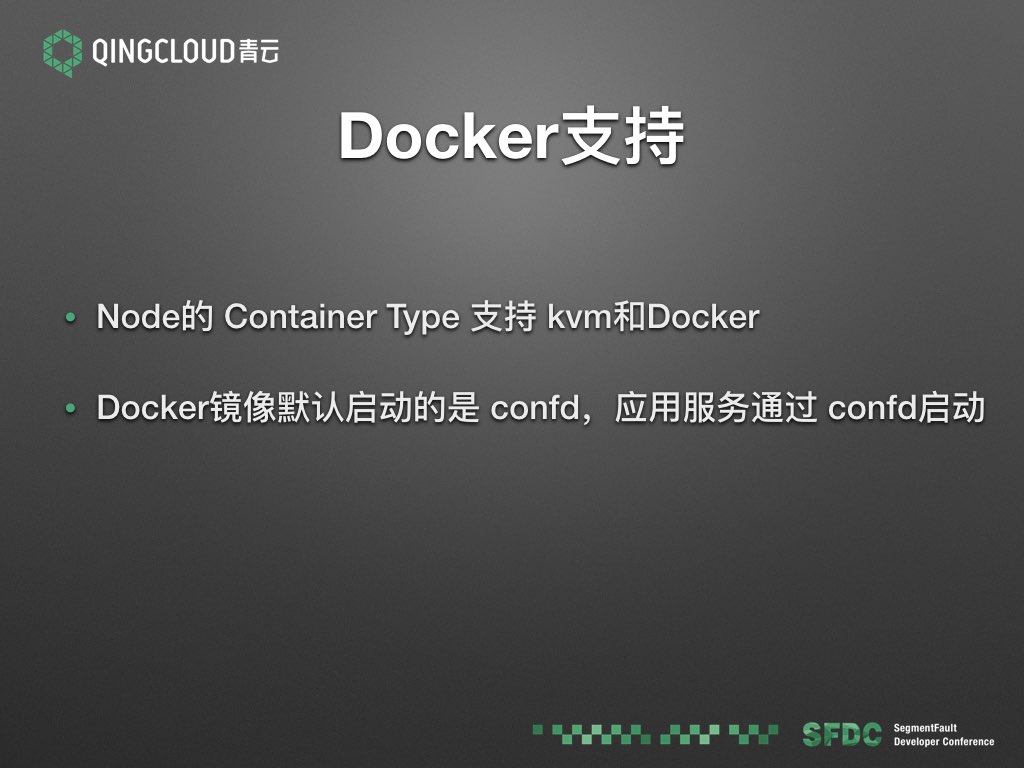 QINGCLOUD青云
Docker支持
• Node的 Container Type 支持 kvm和Docker
• Docker镜像默认启动的是 confd，应用服务通过 confd启动
SFDC
SegmentFault
Developer Conference